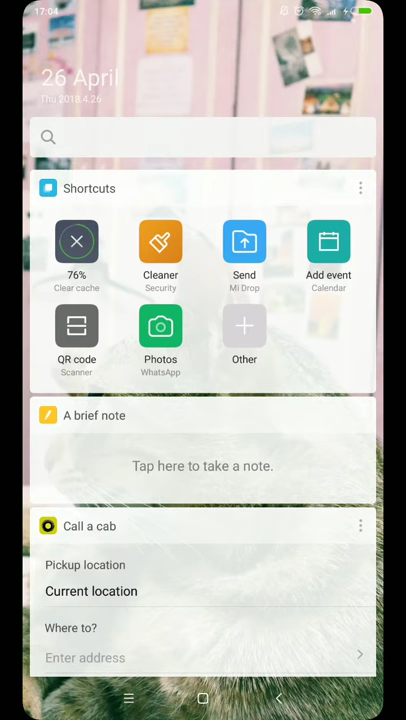 17:04
26 April
Thu 2018.4.26
Shortcuts
76%
Clear cache
Cleaner
Security
Send
Mi Drop
Add event
Calendar
QR code
Scanner
Photos
WhatsApp
Other
A brief note
Tap here to take a note.
Call a cab
Pickup location
Current location
Where to?
Enter address